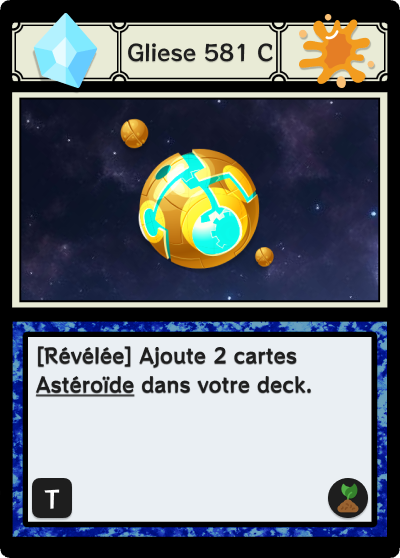 Gliese 581 C
[Révélée] Ajoute 2 cartes
Astéroïde dans votre deck.
T